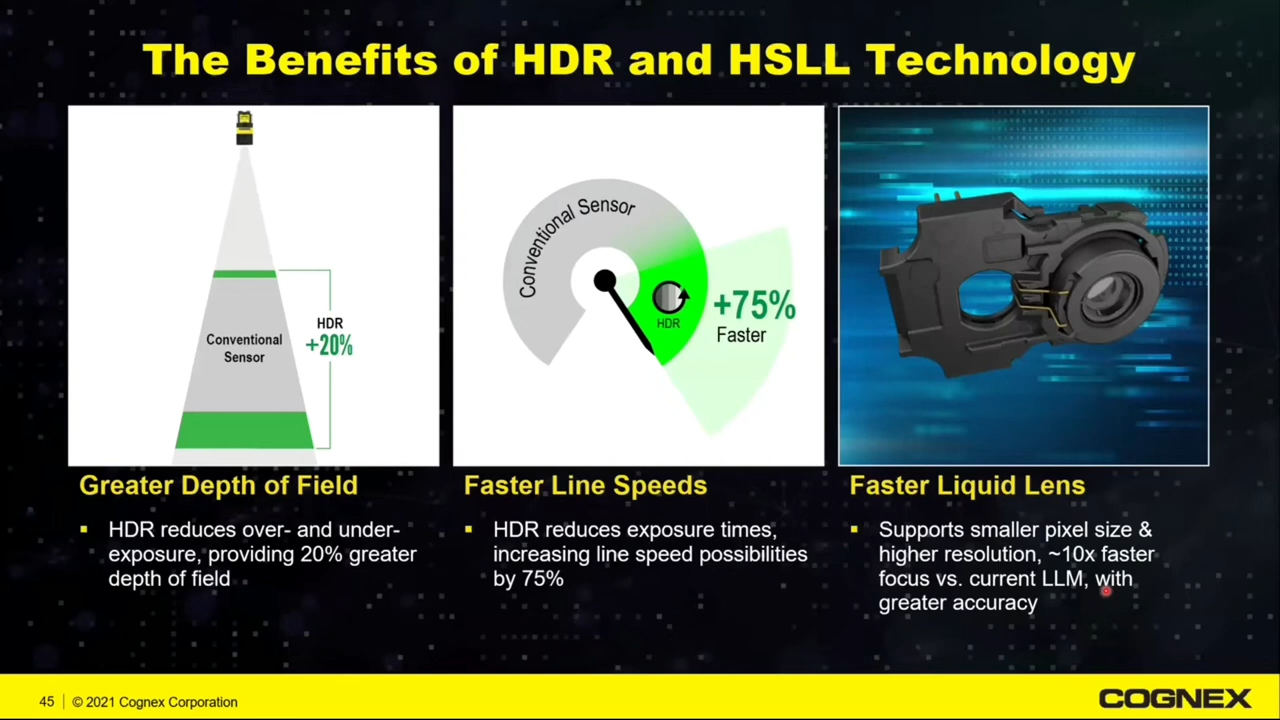 The Benefits of HDR and HSLL Technology
Conventional
Sensor
HDR
+20%
Greater Depth of Field
HDR reduces over- and under-
exposure, providing 20% greater
depth of field
Conventional Sensor
HDR
+75%
Faster
Faster Line Speeds
HDR reduces exposure times,
increasing line speed possibilities
by 75%
Faster Liquid Lens
Supports smaller pixel size &
higher resolution, ~10x faster
focus vs. current LLM, with
greater accuracy
45 | © 2021 Cognex Corporation
COGNEX